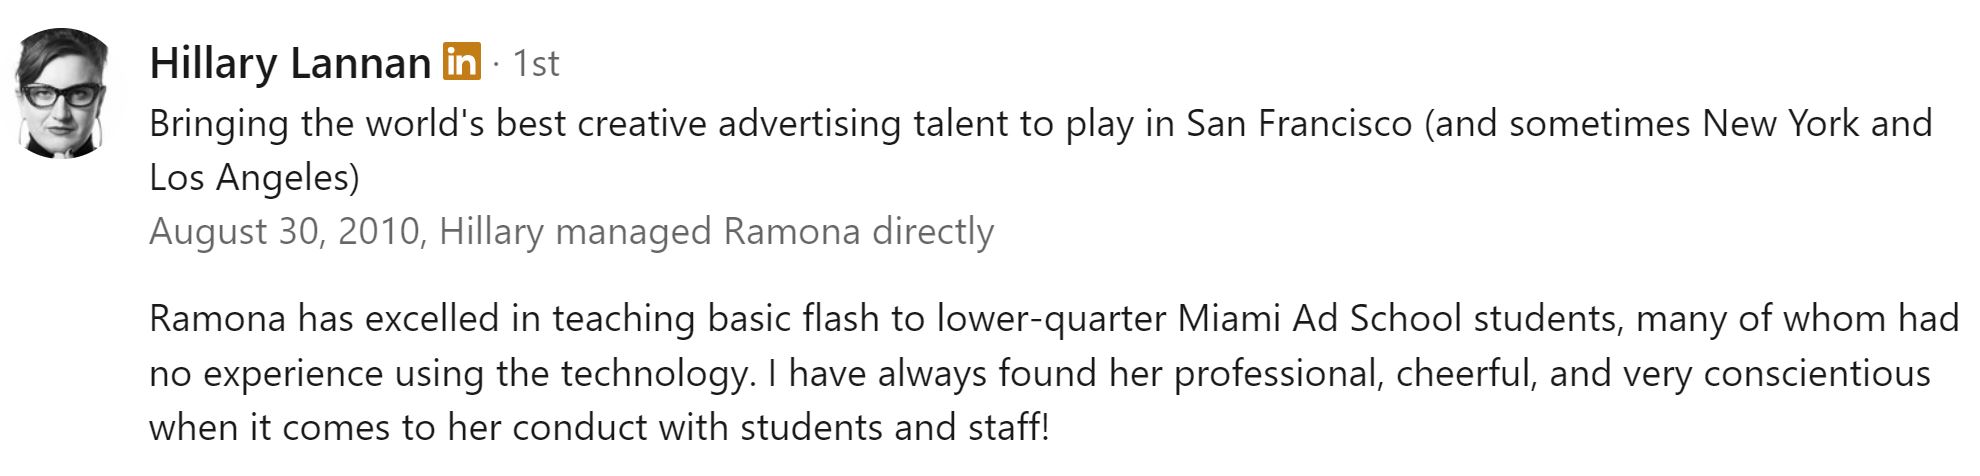 Hillary Lannan in · 1st
Bringing the world's best creative advertising talent to play in San Francisco (and sometimes New York and
Los Angeles)
August 30, 2010, Hillary managed Ramona directly
Ramona has excelled in teaching basic flash to lower-quarter Miami Ad School students, many of whom had
no experience using the technology. I have always found her professional, cheerful, and very conscientious
when it comes to her conduct with students and staff!